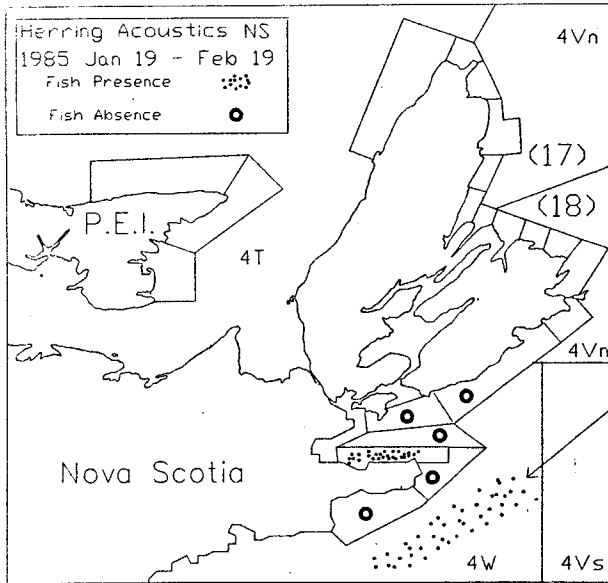 Herring Acoustics NS
1985 Jan 19 - Feb 19
Fish Presence
Fish Absence
4Vn
(17)
(18)
P.E.I.
4T
4Vn
Nova Scotia
4W
4Vs